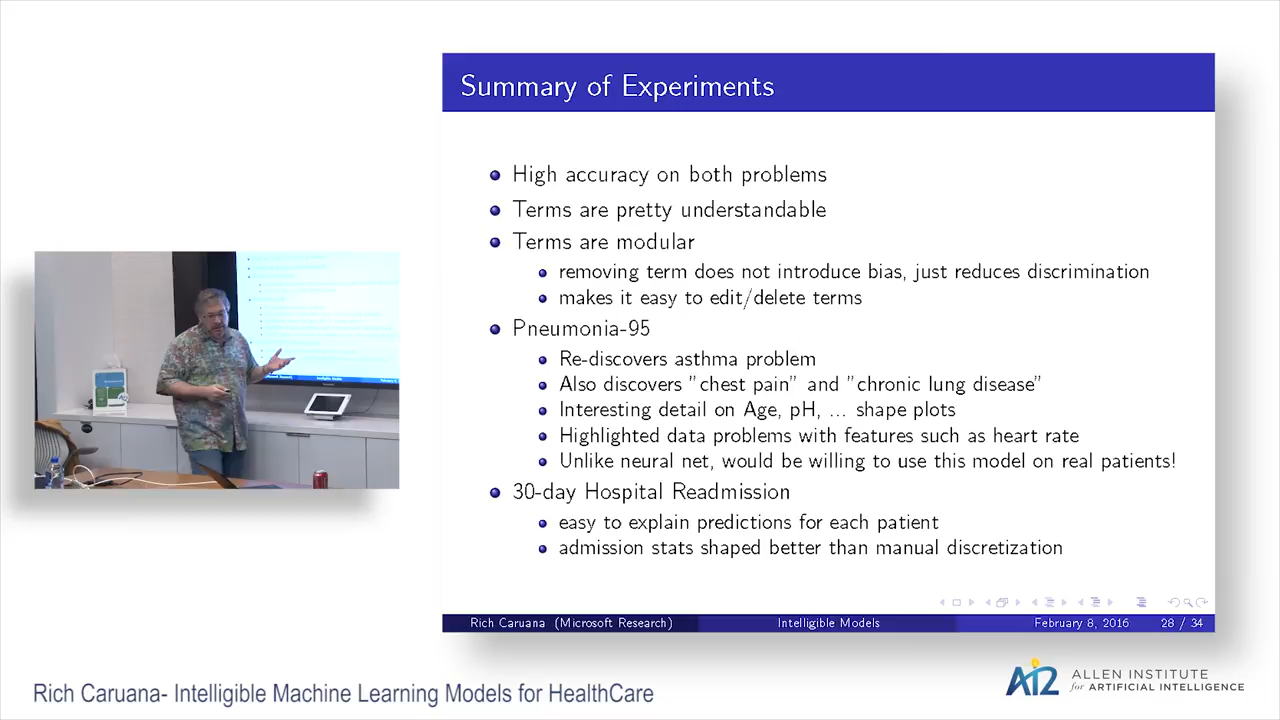 Summary of Experiments
High accuracy on both problems
Terms are pretty understandable
Terms are modular
removing term does not introduce bias, just reduces discrimination
makes it easy to edit/delete terms
Pneumonia-95
Re-discovers asthma problem
Also discovers "chest pain" and "chronic lung disease"
Interesting detail on Age, pH, ... shape plots
Highlighted data problems with features such as heart rate
Unlike neural net, would be willing to use this model on real patients!
30-day Hospital Readmission
easy to explain predictions for each patient
admission stats shaped better than manual discretization
Rich Caruana (Microsoft Research) Intelligible Models February 8, 2016 28 / 34
Rich Caruana- Intelligible Machine Learning Models for HealthCare
AI2 ALLEN INSTITUTE
for ARTIFICIAL INTELLIGENCE